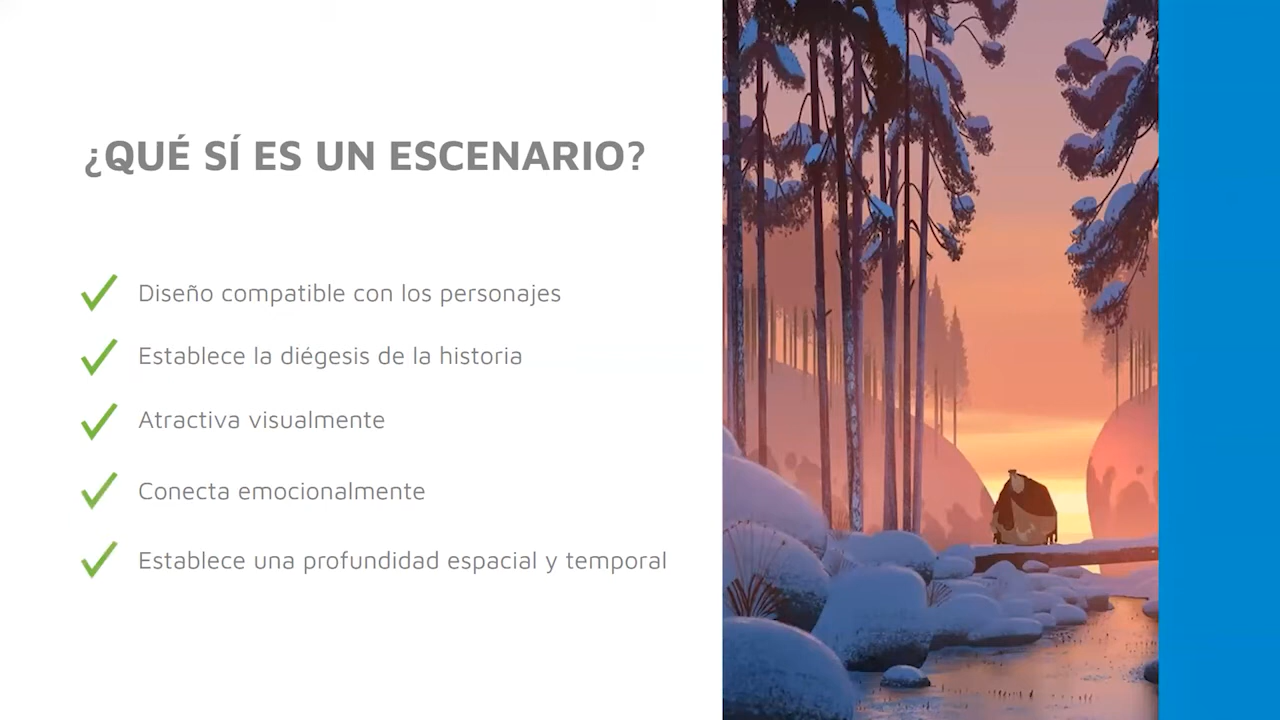 ¿QUÉ SÍ ES UN ESCENARIO?
Diseño compatible con los personajes
Establece la diégesis de la historia
Atractiva visualmente
Conecta emocionalmente
Establece una profundidad espacial y temporal